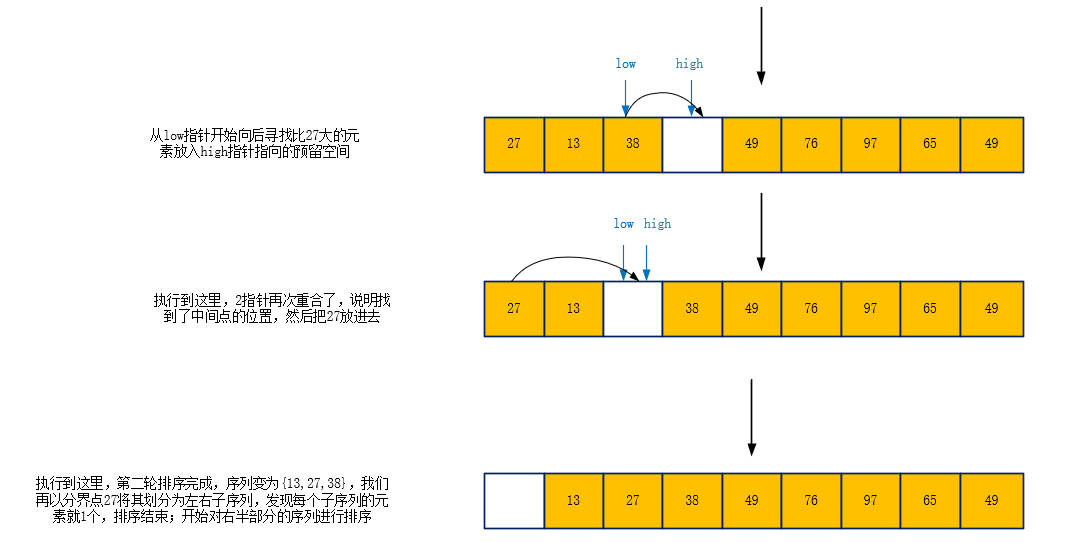 low high
从low指针开始向后寻找比27大的元
素放入high指针指向的预留空间
27 13 38 49 76 97 65 49
low high
执行到这里，2指针再次重合了，说明找
到了中间点的位置，然后把27放进去
27 13 38 49 76 97 65 49
执行到这里，第二轮排序完成，序列变为{13,27,38}，我们
再以分界点27将其划分为左右子序列，发现每个子序列的元
素就1个，排序结束；开始对右半部分的序列进行排序
13 27 38 49 76 97 65 49